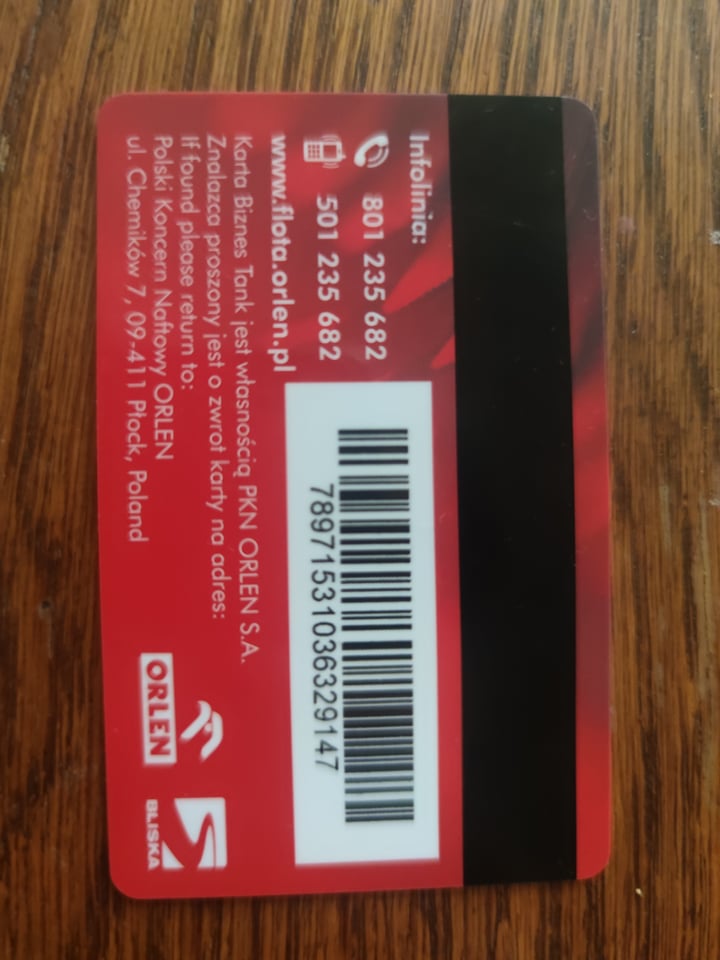 Infolinia:
801 235 682
501 235 682
www.flota.orlen.pl
78971531036329147
Karta Biznes Tank jest własnością PKN ORLEN S.A.
Znalazca proszony jest o zwrot karty na adres:
If found please return to:
Polski Koncern Naftowy ORLEN
ul. Chemików 7, 09-411 Płock, Poland
ORLEN
BLISKA